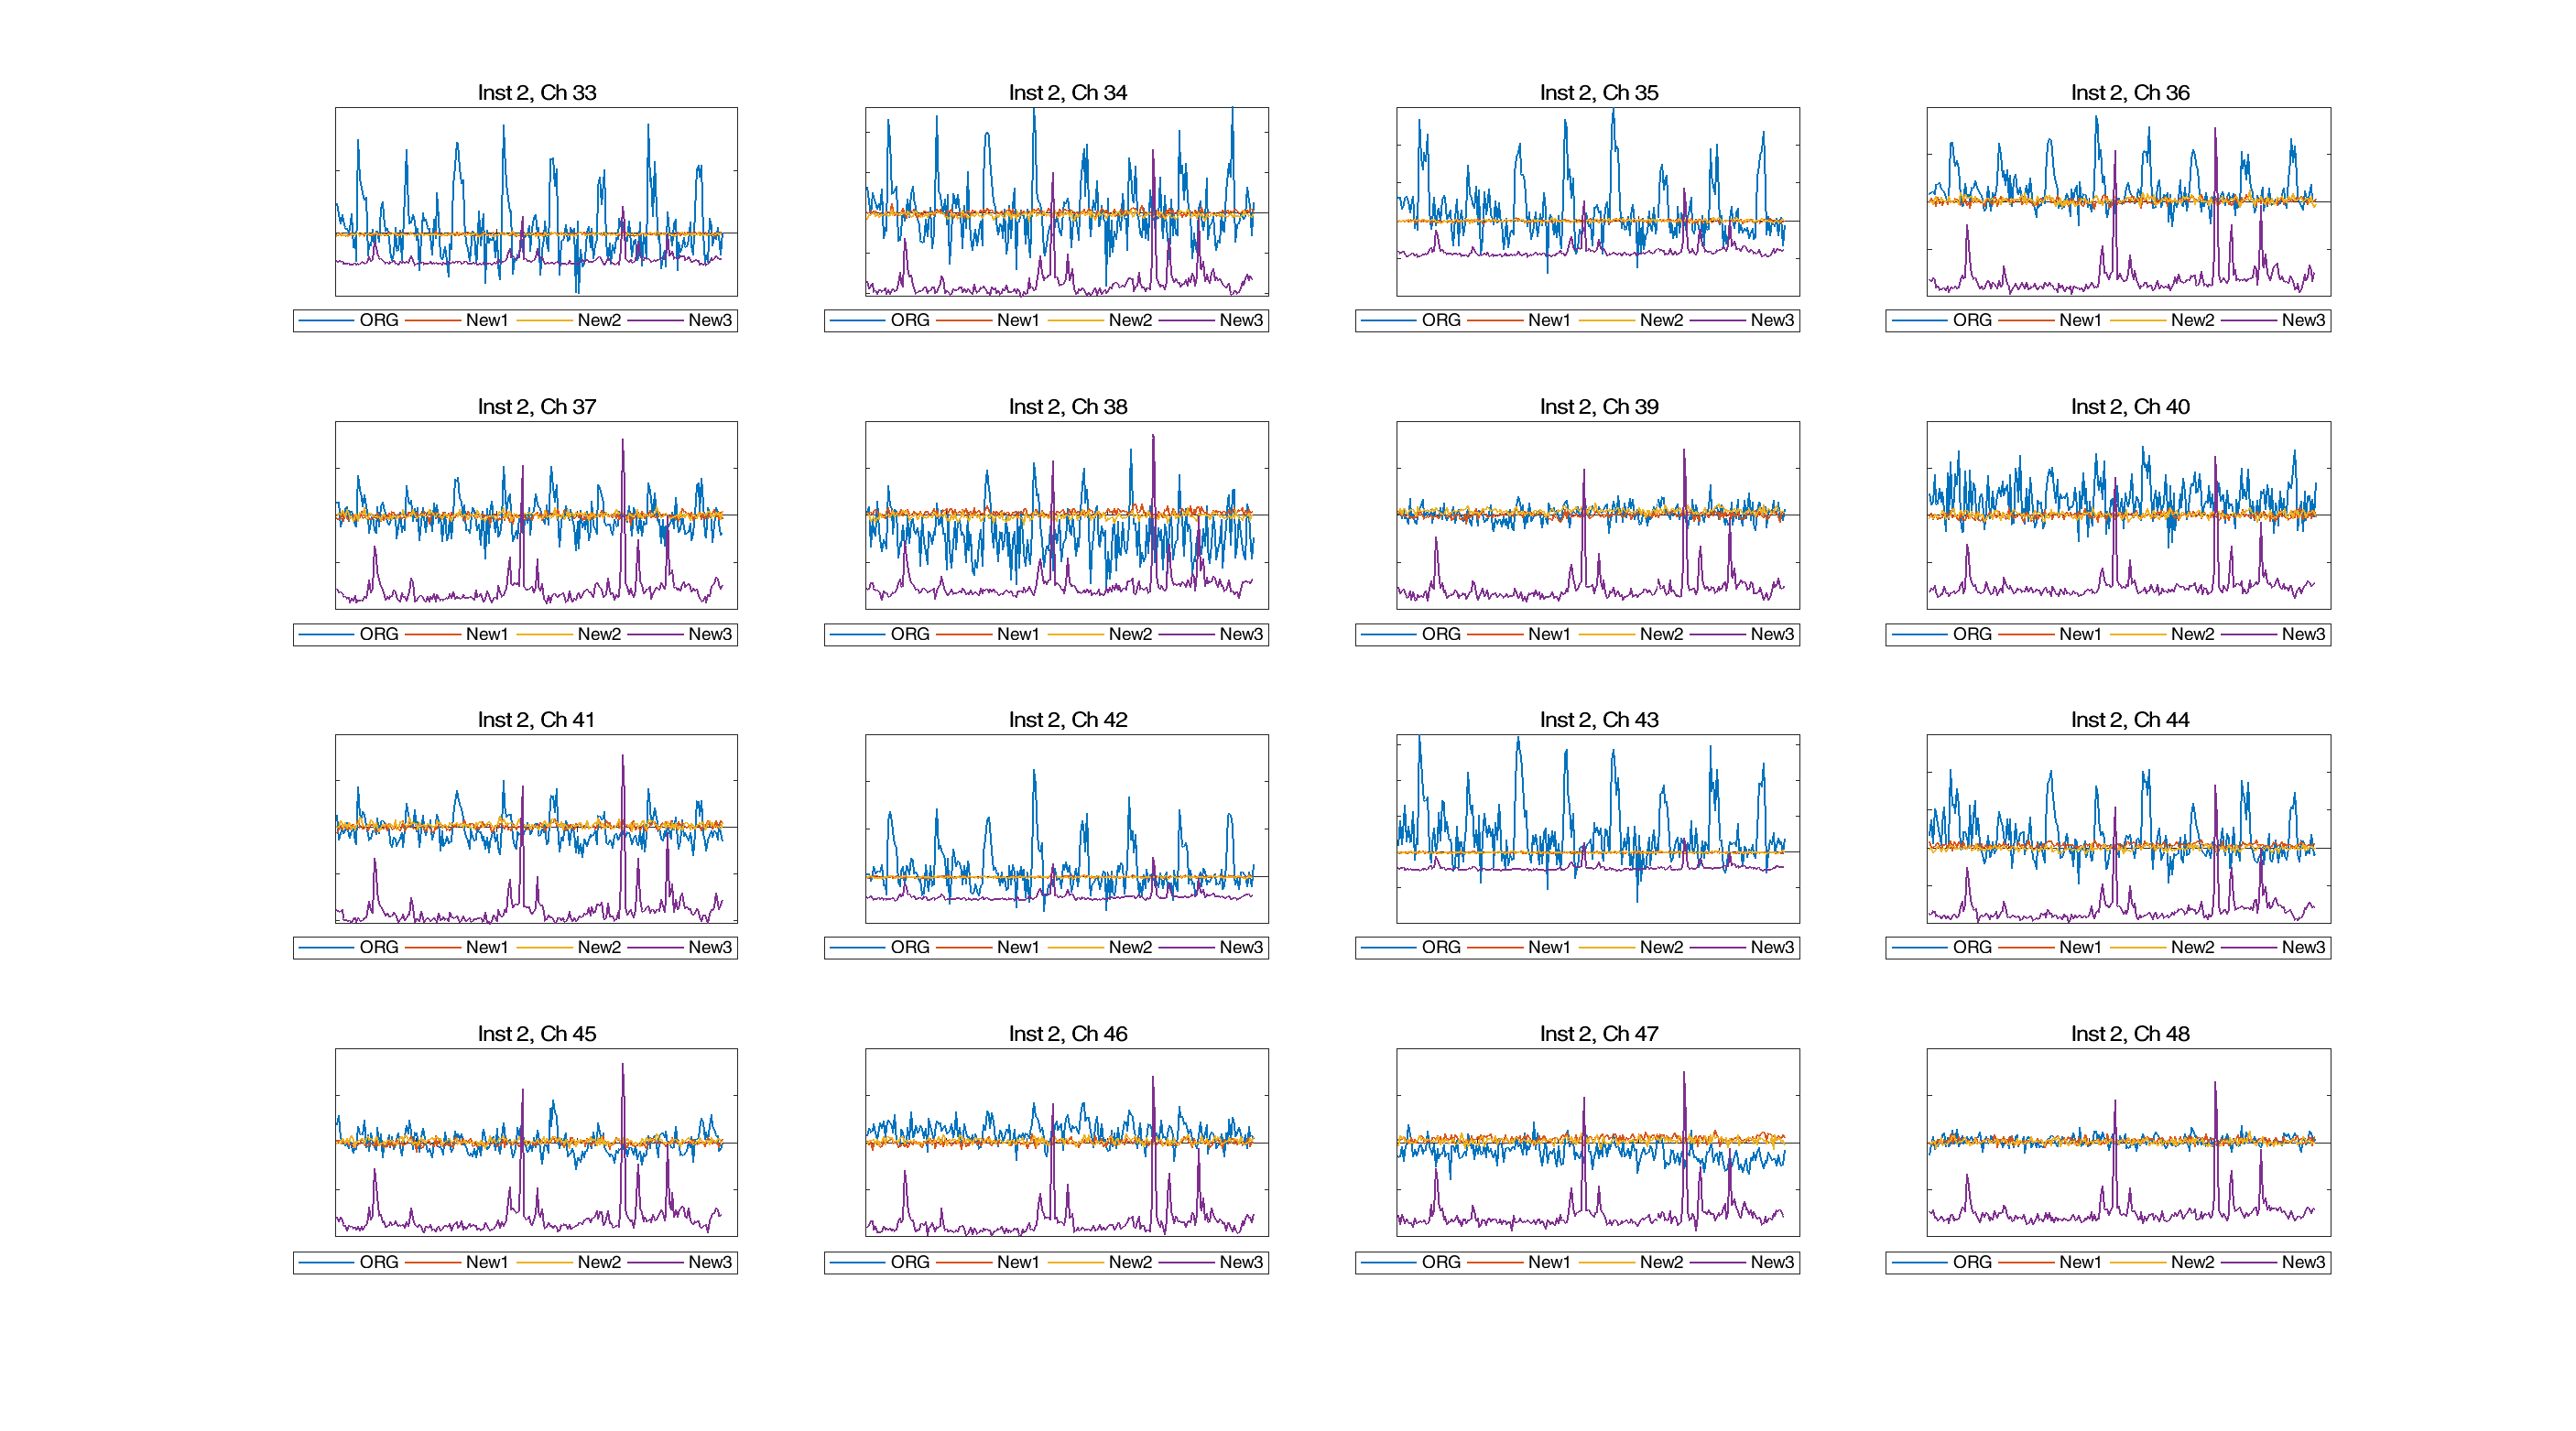 Inst 2, Ch 33
Inst 2, Ch 34
Inst 2, Ch 35
Inst 2, Ch 36
ORG New1 New2 New3
ORG New1 New2 New3
ORG New1 New2 New3
ORG New1 New2 New3
Inst 2, Ch 37
Inst 2, Ch 38
Inst 2, Ch 39
Inst 2, Ch 40
ORG New1 New2 New3
ORG New1 New2 New3
ORG New1 New2 New3
ORG New1 New2 New3
Inst 2, Ch 41
Inst 2, Ch 42
Inst 2, Ch 43
Inst 2, Ch 44
ORG New1 New2 New3
ORG New1 New2 New3
ORG New1 New2 New3
ORG New1 New2 New3
Inst 2, Ch 45
Inst 2, Ch 46
Inst 2, Ch 47
Inst 2, Ch 48
ORG New1 New2 New3
ORG New1 New2 New3
ORG New1 New2 New3
ORG New1 New2 New3